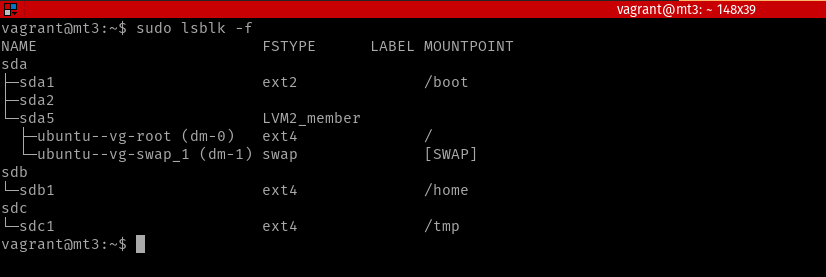 vagrant@mt3: ~ 148x39
vagrant@mt3:~$ sudo lsblk -f
NAME                         FSTYPE      LABEL MOUNTPOINT
sda
├─sda1                       ext2              /boot
├─sda2
└─sda5                       LVM2_member
  ├─ubuntu--vg-root (dm-0)   ext4              /
  └─ubuntu--vg-swap_1 (dm-1) swap              [SWAP]
sdb
└─sdb1                       ext4              /home
sdc
└─sdc1                       ext4              /tmp
vagrant@mt3:~$